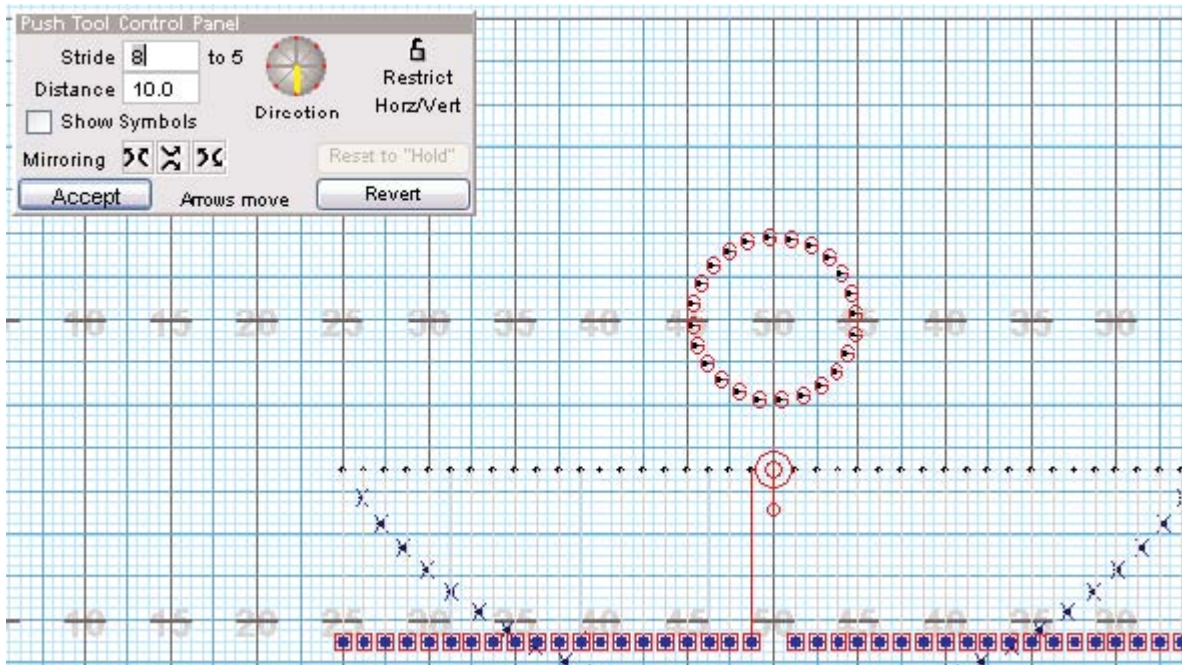 Push Tool Control Panel
Stride 8 to 5
Distance 10.0
Direction
Restrict
Horz/Vert
Show Symbols
Mirroring
Reset to "Hold"
Accept
Arrows move
Revert
10 15 20 25 30 35 40 45 50 45 40 35 30
10 15 20 25 30 35 40 45 50 45 40 35 30